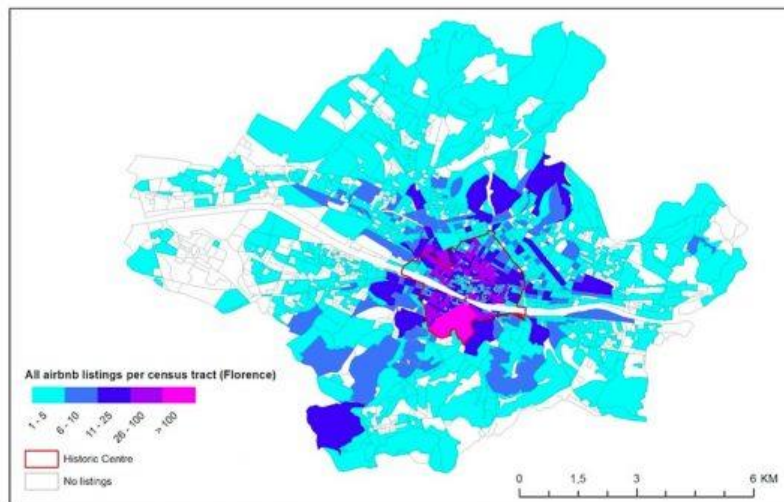 All airbnb listings per census tract (Florence)
1 - 5
6 - 10
11 - 25
26 - 100
> 100
Historic Centre
No listings
0 1,5 3 6 KM